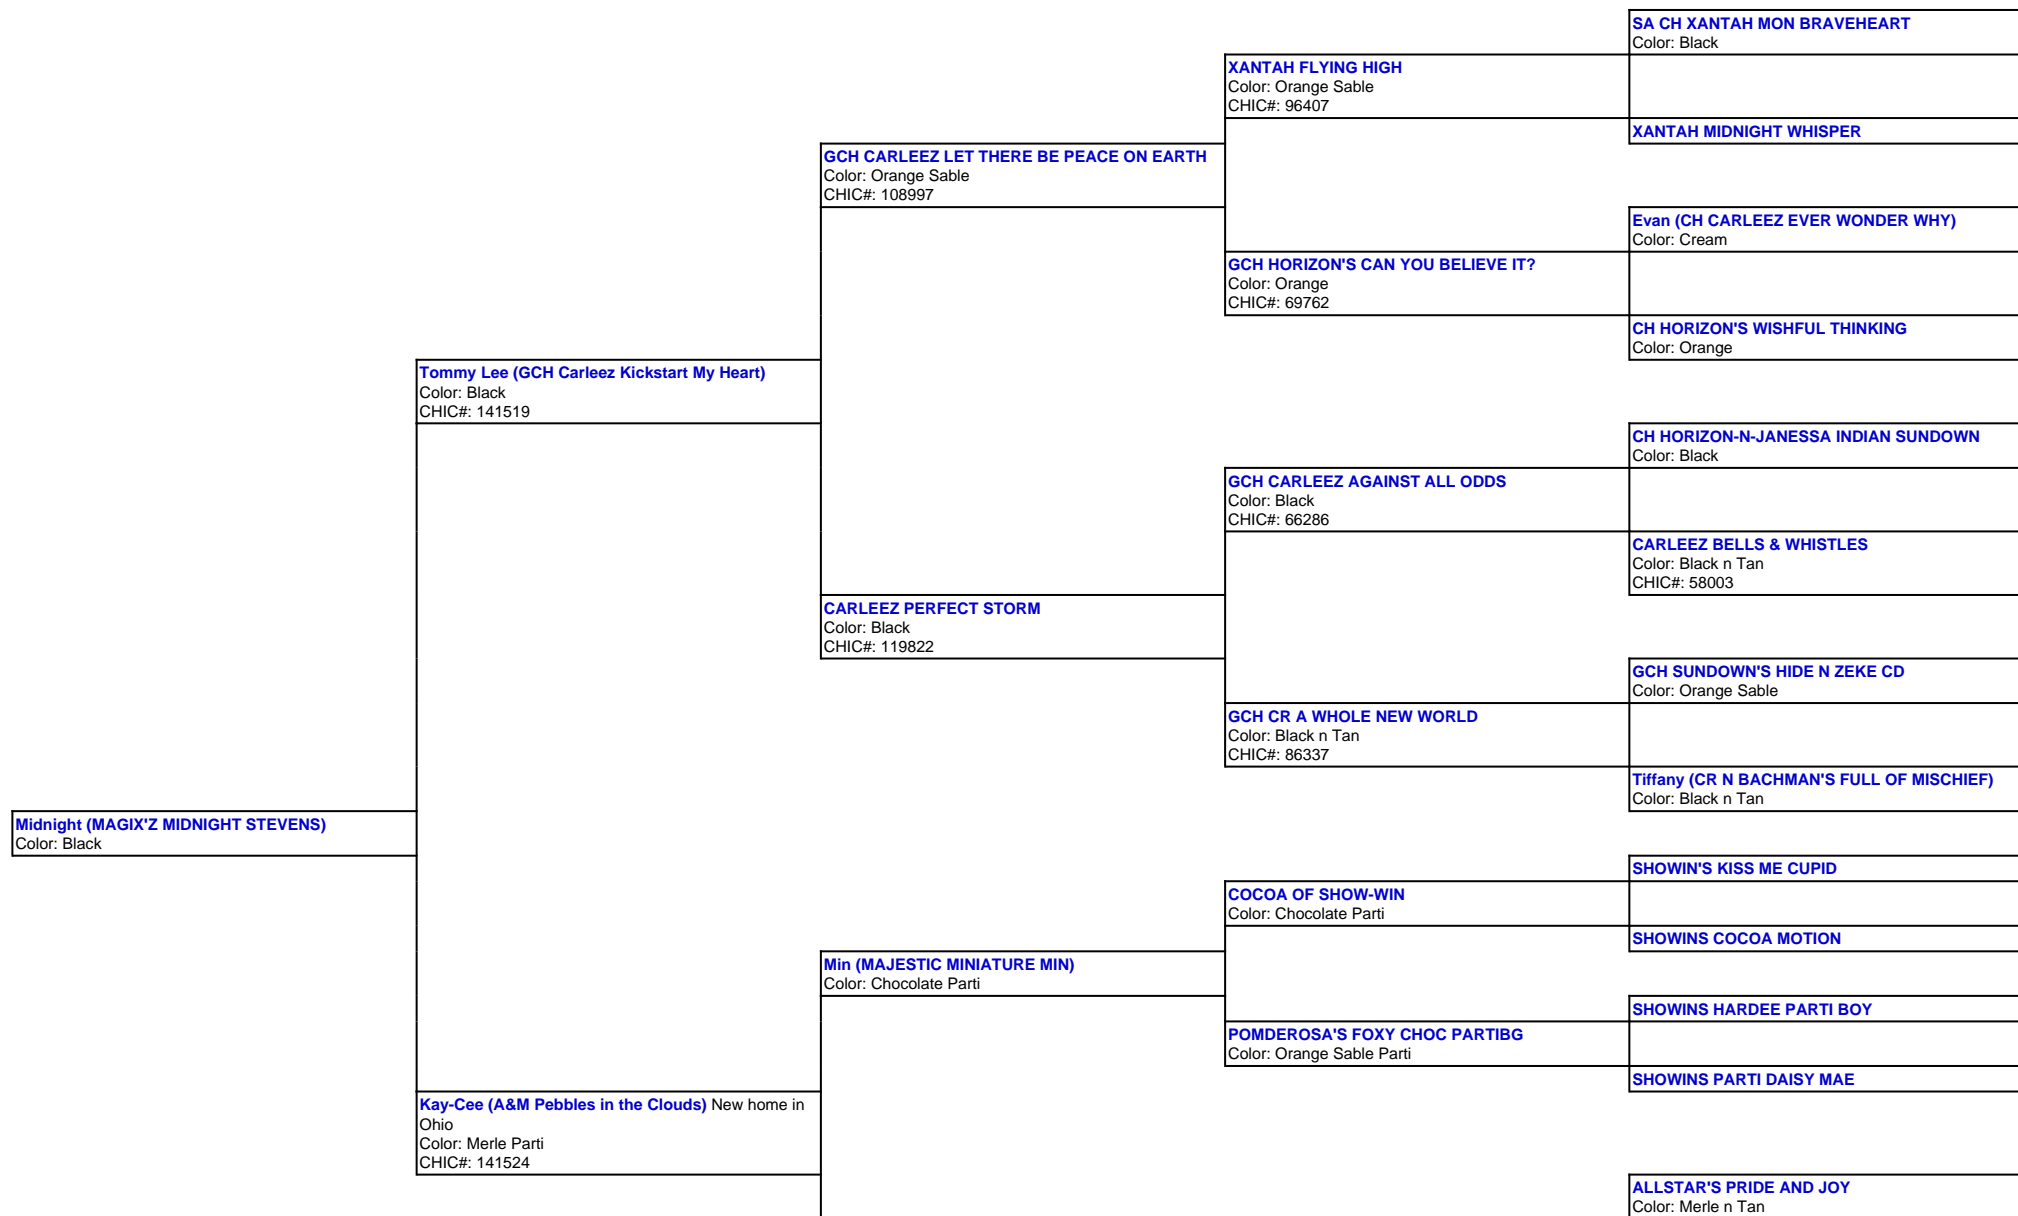 SA CH XANTAH MON BRAVEHEART
Color: Black
XANTAH FLYING HIGH
Color: Orange Sable
CHIC#: 96407
XANTAH MIDNIGHT WHISPER
GCH CARLEEZ LET THERE BE PEACE ON EARTH
Color: Orange Sable
CHIC#: 108997
Evan (CH CARLEEZ EVER WONDER WHY)
Color: Cream
GCH HORIZON'S CAN YOU BELIEVE IT?
Color: Orange
CHIC#: 69762
CH HORIZON'S WISHFUL THINKING
Color: Orange
Tommy Lee (GCH Carleez Kickstart My Heart)
Color: Black
CHIC#: 141519
CH HORIZON-N-JANESSA INDIAN SUNDOWN
Color: Black
GCH CARLEEZ AGAINST ALL ODDS
Color: Black
CHIC#: 66286
CARLEEZ BELLS & WHISTLES
Color: Black n Tan
CHIC#: 58003
CARLEEZ PERFECT STORM
Color: Black
CHIC#: 119822
GCH SUNDOWN'S HIDE N ZEKE CD
Color: Orange Sable
GCH CR A WHOLE NEW WORLD
Color: Black n Tan
CHIC#: 86337
Tiffany (CR N BACHMAN'S FULL OF MISCHIEF)
Color: Black n Tan
Midnight (MAGIX'Z MIDNIGHT STEVENS)
Color: Black
SHOWIN'S KISS ME CUPID
COCOA OF SHOW-WIN
Color: Chocolate Parti
SHOWINS COCOA MOTION
Min (MAJESTIC MINIATURE MIN)
Color: Chocolate Parti
SHOWINS HARDEE PARTI BOY
POMDEROSA'S FOXY CHOC PARTIBG
Color: Orange Sable Parti
SHOWINS PARTI DAISY MAE
Kay-Cee (A&M Pebbles in the Clouds) New home in
Ohio
Color: Merle Parti
CHIC#: 141524
ALLSTAR'S PRIDE AND JOY
Color: Merle n Tan